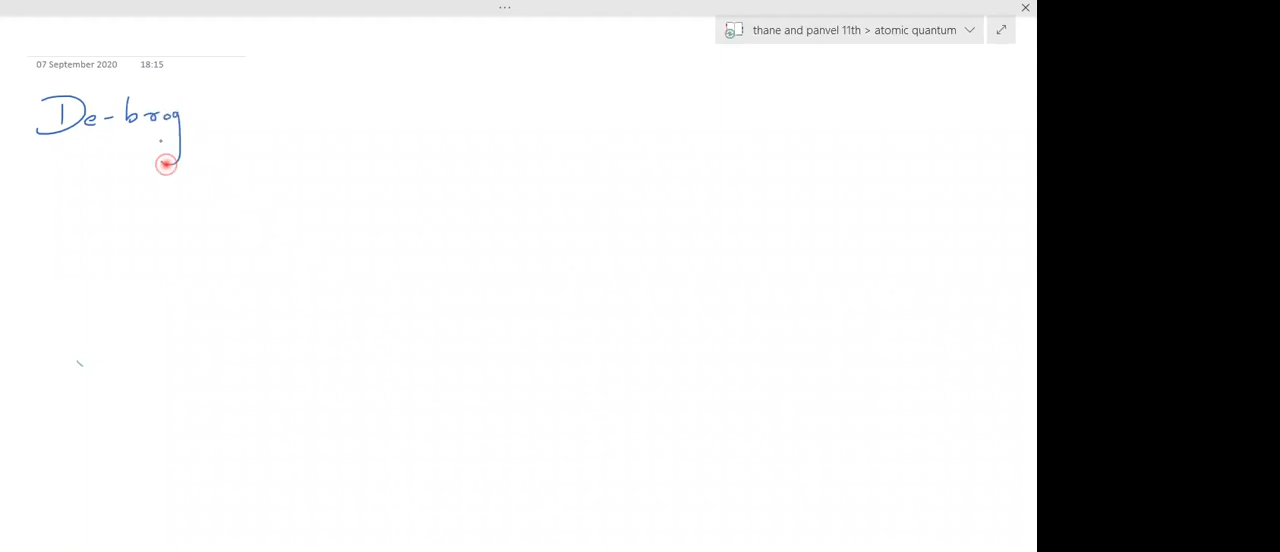 thane and panvel 11th > atomic quantum
07 September 2020 18:15
De-brog